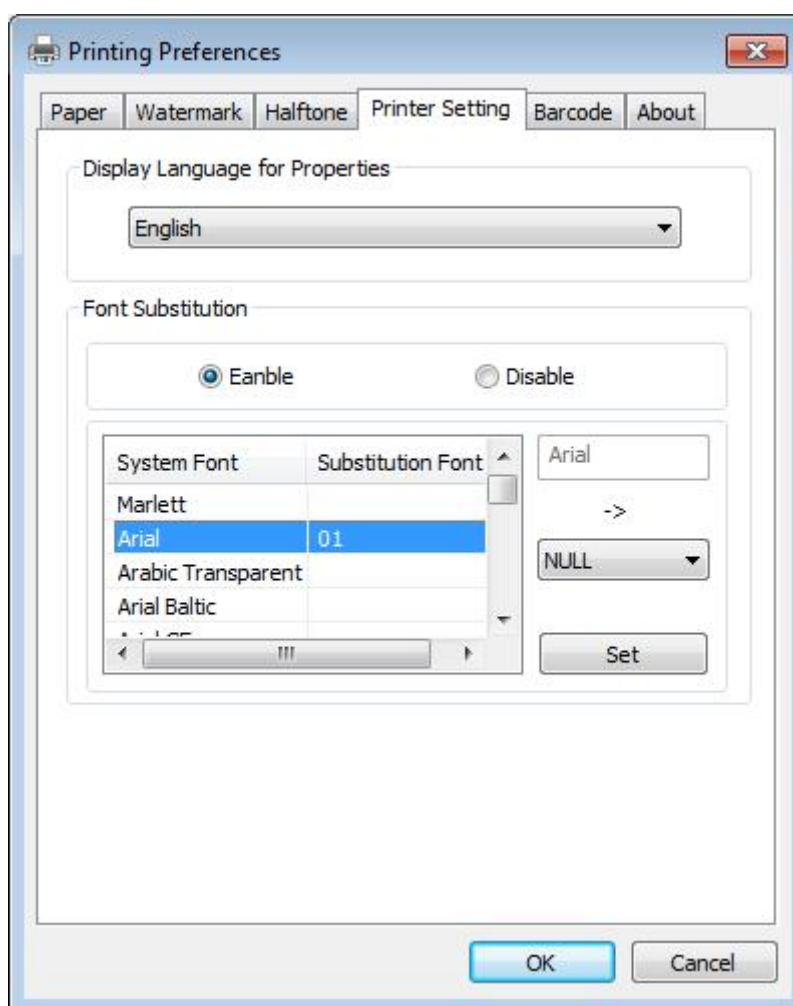 Printing Preferences
Paper Watermark Halftone Printer Setting Barcode About
Display Language for Properties
English
Font Substitution
Eanble Disable
System Font Substitution Font
Arial
Marlett
->
Arial 01
NULL
Arabic Transparent
Arial Baltic
Set
OK Cancel